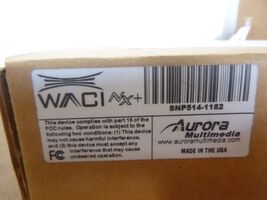 WACI NX+
SNP514-1182
This device complies with part 15 of the
FCC rules. Operation is subject to the
following two conditions: (1) This device
may not cause harmful interference,
and (2) this device must accept any
interference that may cause
undesired operation.
FC
Aurora
Multimedia
www.auroramultimedia.com
MADE IN THE USA